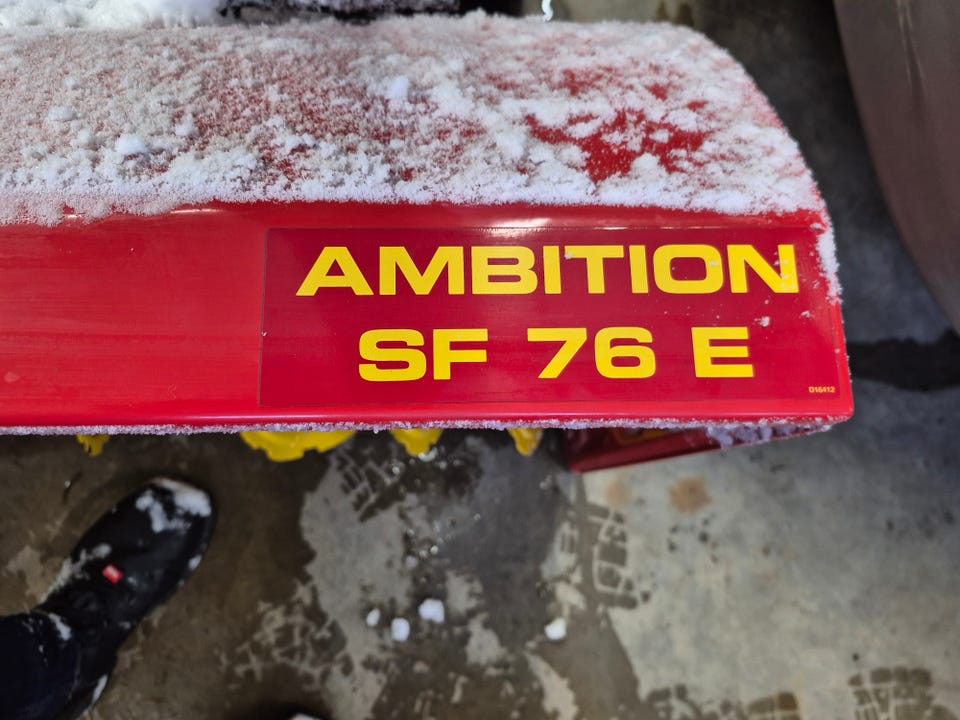 AMBITION
SF 76 E
D16412